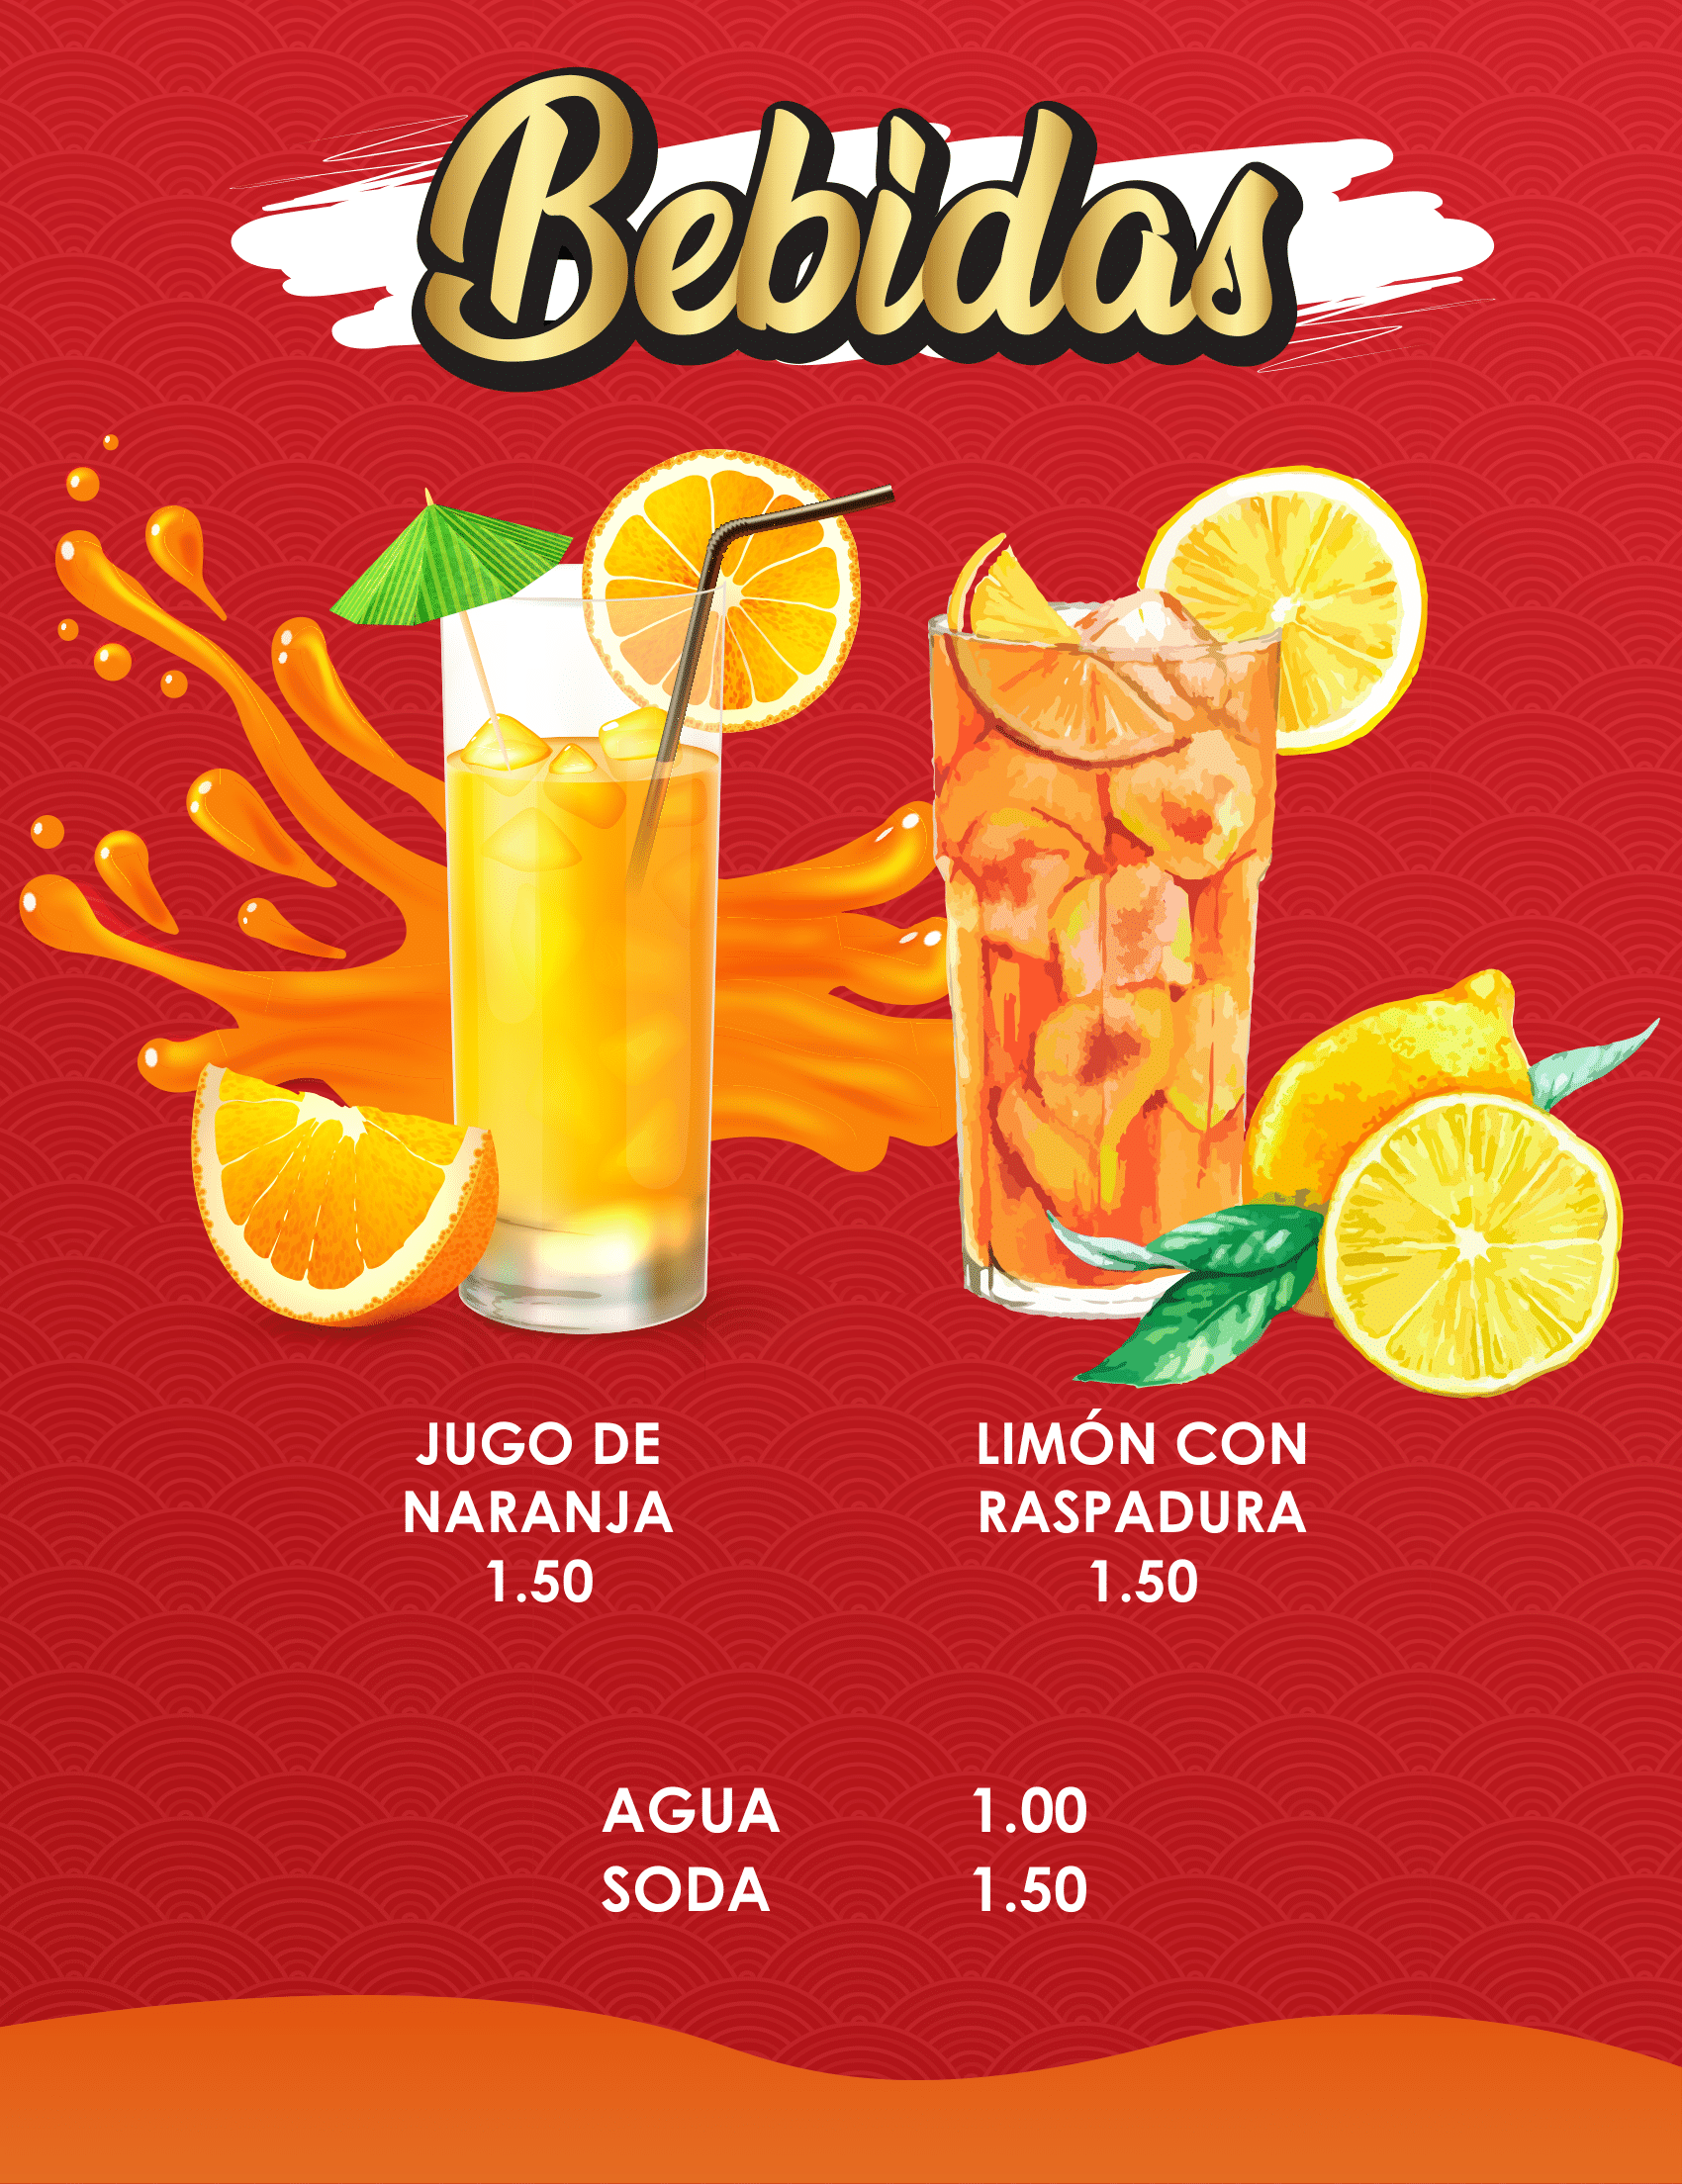 Bebidas
JUGO DE
NARANJA
1.50
LIMÓN CON
RASPADURA
1.50
AGUA 1.00
SODA 1.50